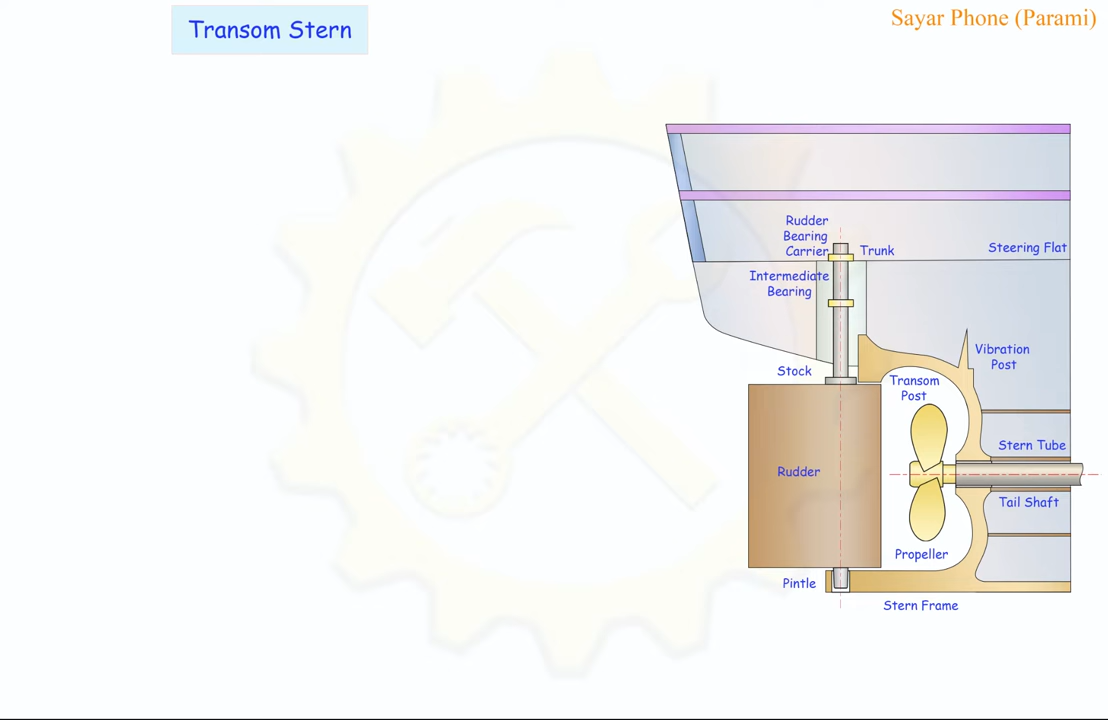 Transom Stern
Sayar Phone (Parami)
Rudder
Bearing
Carrier
Trunk
Steering Flat
Intermediate
Bearing
Vibration
Post
Stock
Transom
Post
Stern Tube
Rudder
Tail Shaft
Propeller
Pintle
Stern Frame